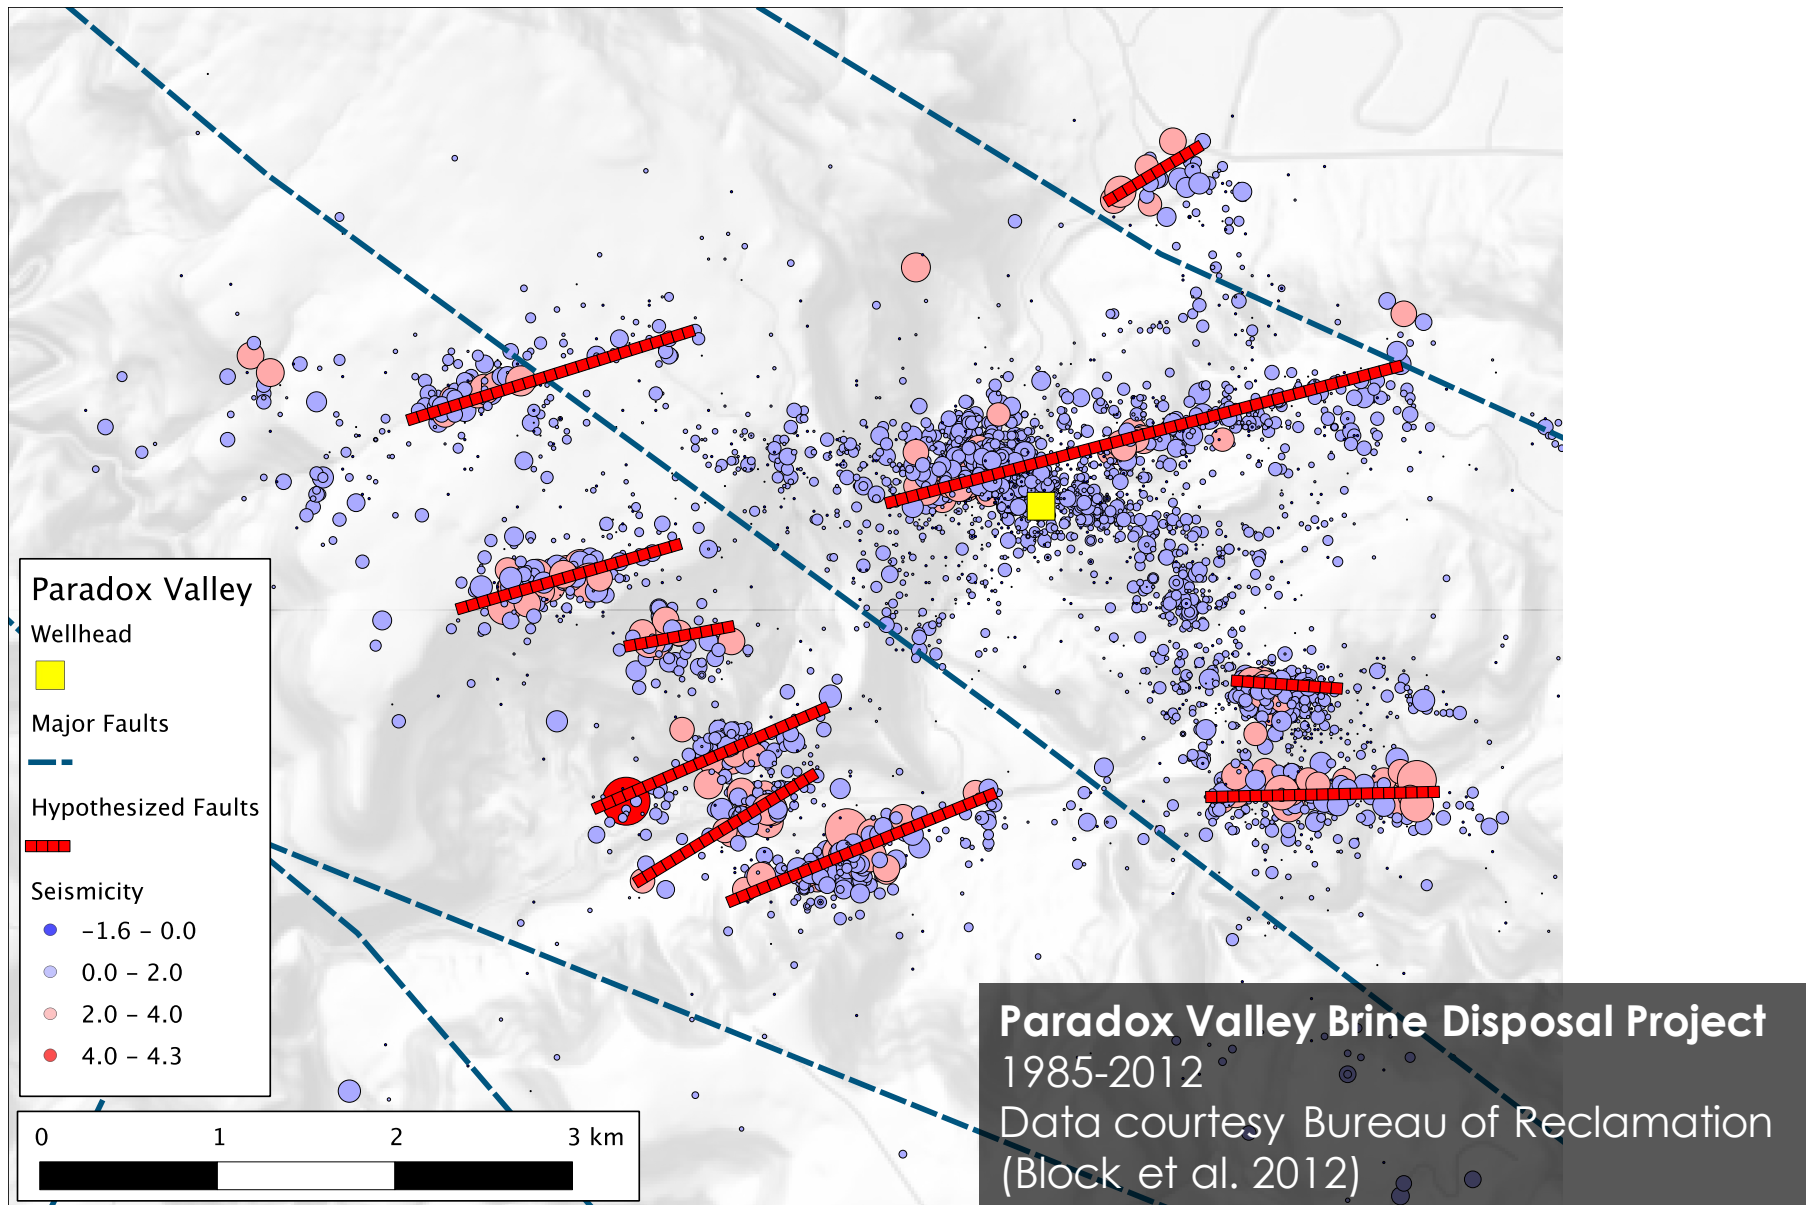 Paradox Valley
Wellhead
Major Faults
Hypothesized Faults
Seismicity
−1.6 – 0.0
0.0 – 2.0
2.0 – 4.0
4.0 – 4.3
0 1 2 3 km
Paradox Valley Brine Disposal Project
1985-2012
Data courtesy Bureau of Reclamation
(Block et al. 2012)